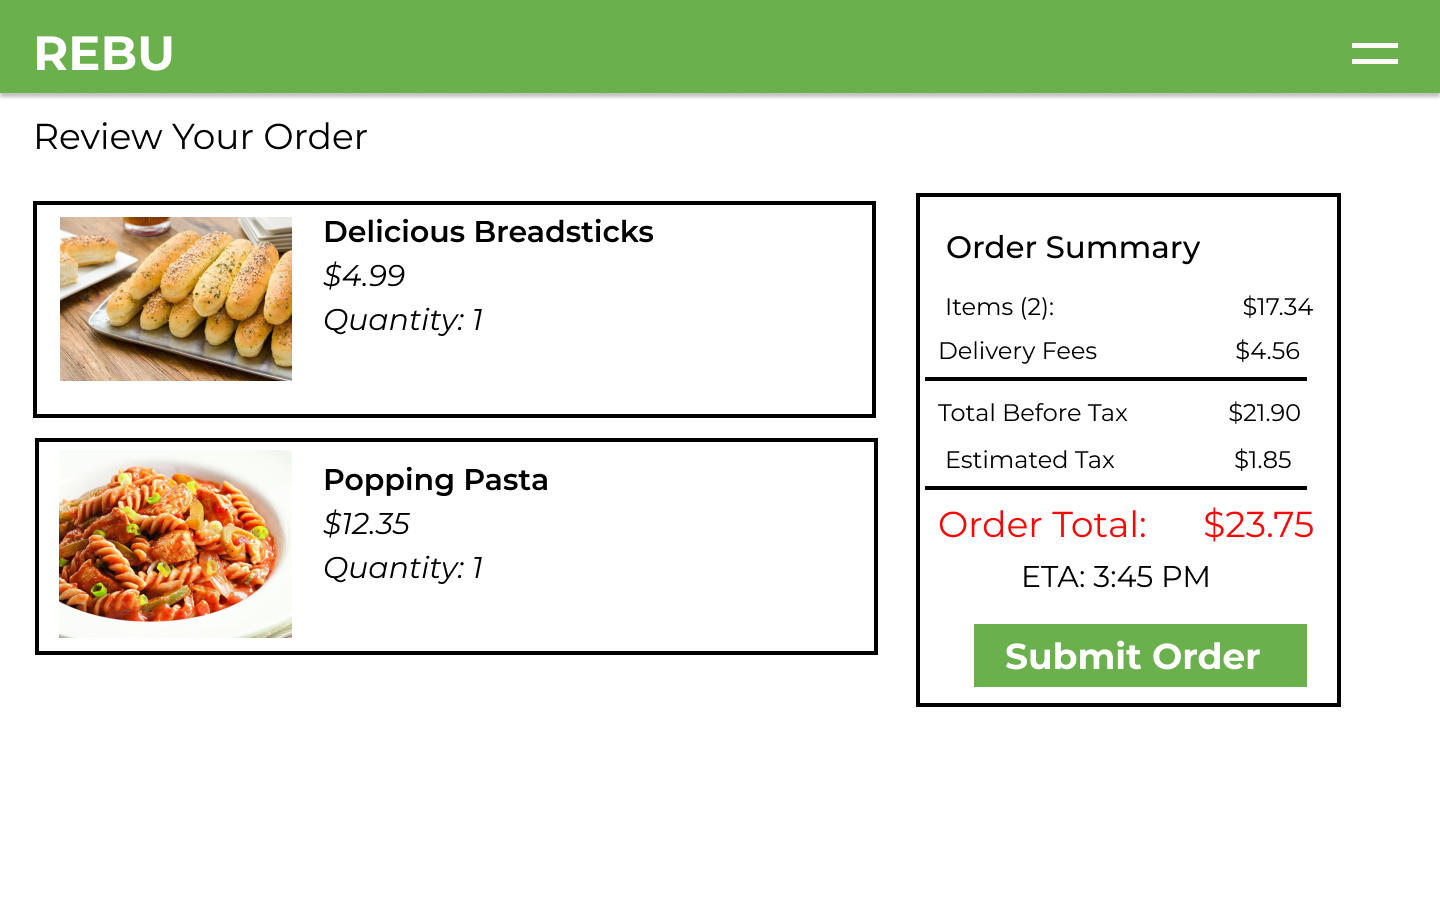 REBU
Review Your Order
Delicious Breadsticks
$4.99
Quantity: 1
Popping Pasta
$12.35
Quantity: 1
Order Summary
Items (2): $17.34
Delivery Fees $4.56
Total Before Tax $21.90
Estimated Tax $1.85
Order Total: $23.75
ETA: 3:45 PM
Submit Order